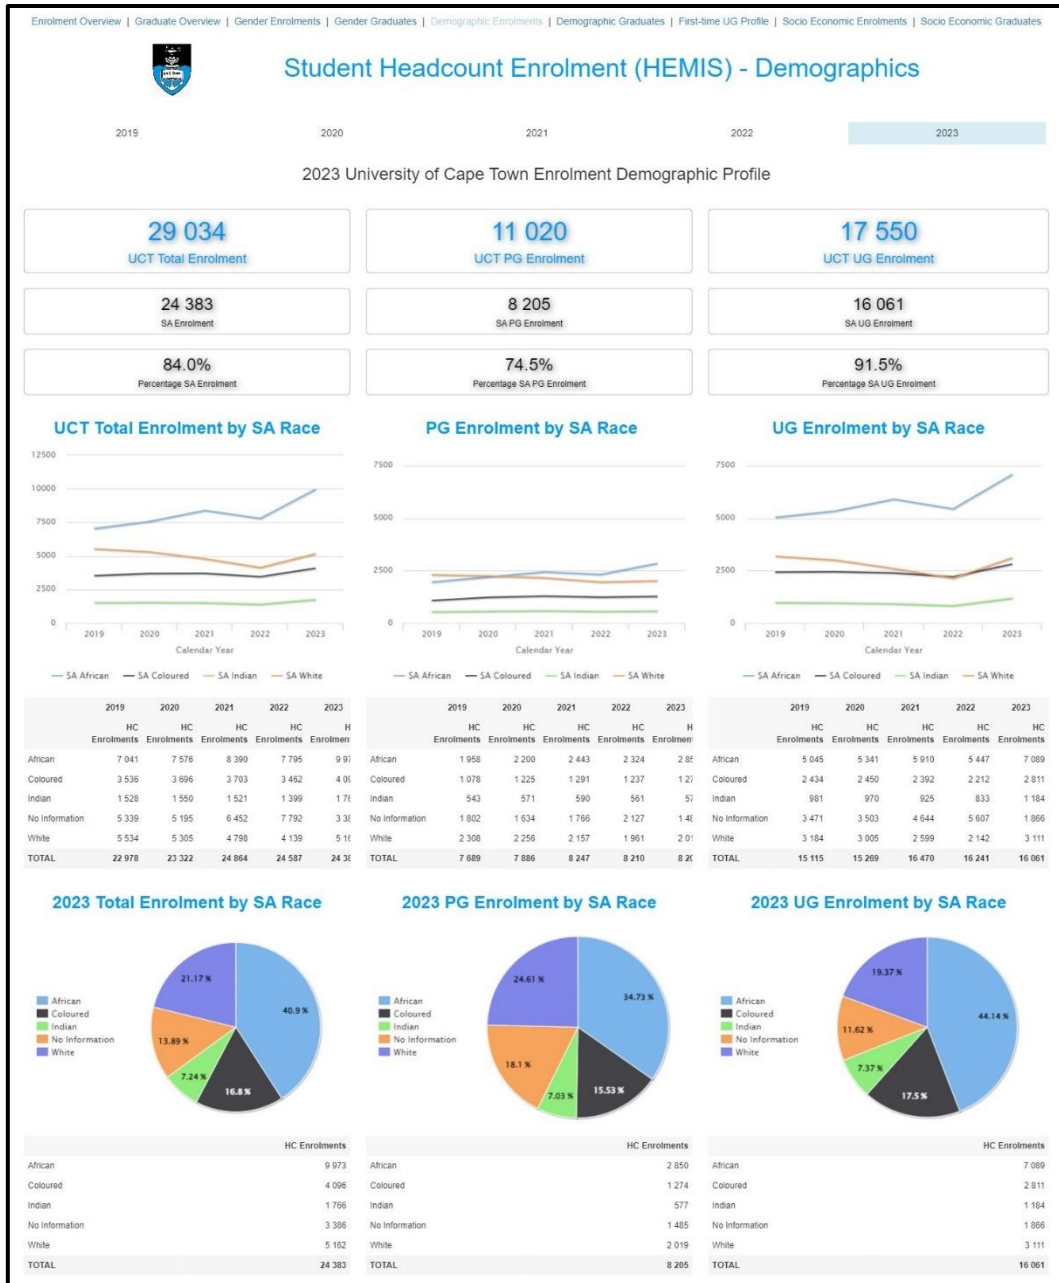 Enrolment Overview | Graduate Overview | Gender Enrolments | Gender Graduates | Demographic Enrolments | Demographic Graduates | First-time UG Profile | Socio Economic Enrolments | Socio Economic Graduates
Student Headcount Enrolment (HEMIS) - Demographics
2019 2020 2021 2022 2023
2023 University of Cape Town Enrolment Demographic Profile
29 034 11 020 17 550
UCT Total Enrolment UCT PG Enrolment UCT UG Enrolment
24 383 8 205 16 061
SA Enrolment SA PG Enrolment SA UG Enrolment
84.0% 74.5% 91.5%
Percentage SA Enrolment Percentage SA PG Enrolment Percentage SA UG Enrolment
UCT Total Enrolment by SA Race
12500
10000
7500
5000
2500
0
2019 2020 2021 2022 2023
Calendar Year
SA African SA Coloured SA Indian SA White
2019 2020 2021 2022 2023
HC HC HC HC H
Enrolments Enrolments Enrolments Enrolments Enrolment
African 7 041 7 576 8 390 7 795 9 97
Coloured 3 536 3 696 3 703 3 462 4 09
Indian 1 528 1 550 1 521 1 399 1 76
No Information 5 339 5 195 6 452 7 792 3 38
White 5 534 5 305 4 798 4 139 5 16
TOTAL 22 978 23 322 24 864 24 587 24 38
PG Enrolment by SA Race
7500
5000
2500
0
2019 2020 2021 2022 2023
Calendar Year
SA African SA Coloured SA Indian SA White
2019 2020 2021 2022 2023
HC HC HC HC H
Enrolments Enrolments Enrolments Enrolments Enrolment
African 1 958 2 200 2 443 2 324 2 85
Coloured 1 078 1 225 1 291 1 237 1 27
Indian 543 571 590 561 57
No Information 1 802 1 634 1 766 2 127 1 48
White 2 308 2 256 2 157 1 961 2 01
TOTAL 7 689 7 886 8 247 8 210 8 20
UG Enrolment by SA Race
7500
5000
2500
0
2019 2020 2021 2022 2023
Calendar Year
SA African SA Coloured SA Indian SA White
2019 2020 2021 2022 2023
HC HC HC HC HC
Enrolments Enrolments Enrolments Enrolments Enrolments
African 5 045 5 341 5 910 5 447 7 089
Coloured 2 434 2 450 2 392 2 212 2 811
Indian 981 970 925 833 1 184
No Information 3 471 3 503 4 644 5 607 1 866
White 3 184 3 005 2 599 2 142 3 111
TOTAL 15 115 15 269 16 470 16 241 16 061
2023 Total Enrolment by SA Race
African
Coloured
Indian
No Information
White
21.17 %
40.9 %
13.89 %
7.24 %
16.8 %
HC Enrolments
African 9 973
Coloured 4 096
Indian 1 766
No Information 3 386
White 5 162
TOTAL 24 383
2023 PG Enrolment by SA Race
African
Coloured
Indian
No Information
White
24.61 %
34.73 %
18.1 %
7.03 %
15.53 %
HC Enrolments
African 2 850
Coloured 1 274
Indian 577
No Information 1 485
White 2 019
TOTAL 8 205
2023 UG Enrolment by SA Race
African
Coloured
Indian
No Information
White
19.37 %
44.14 %
11.62 %
7.37 %
17.5 %
HC Enrolments
African 7 089
Coloured 2 811
Indian 1 184
No Information 1 866
White 3 111
TOTAL 16 061